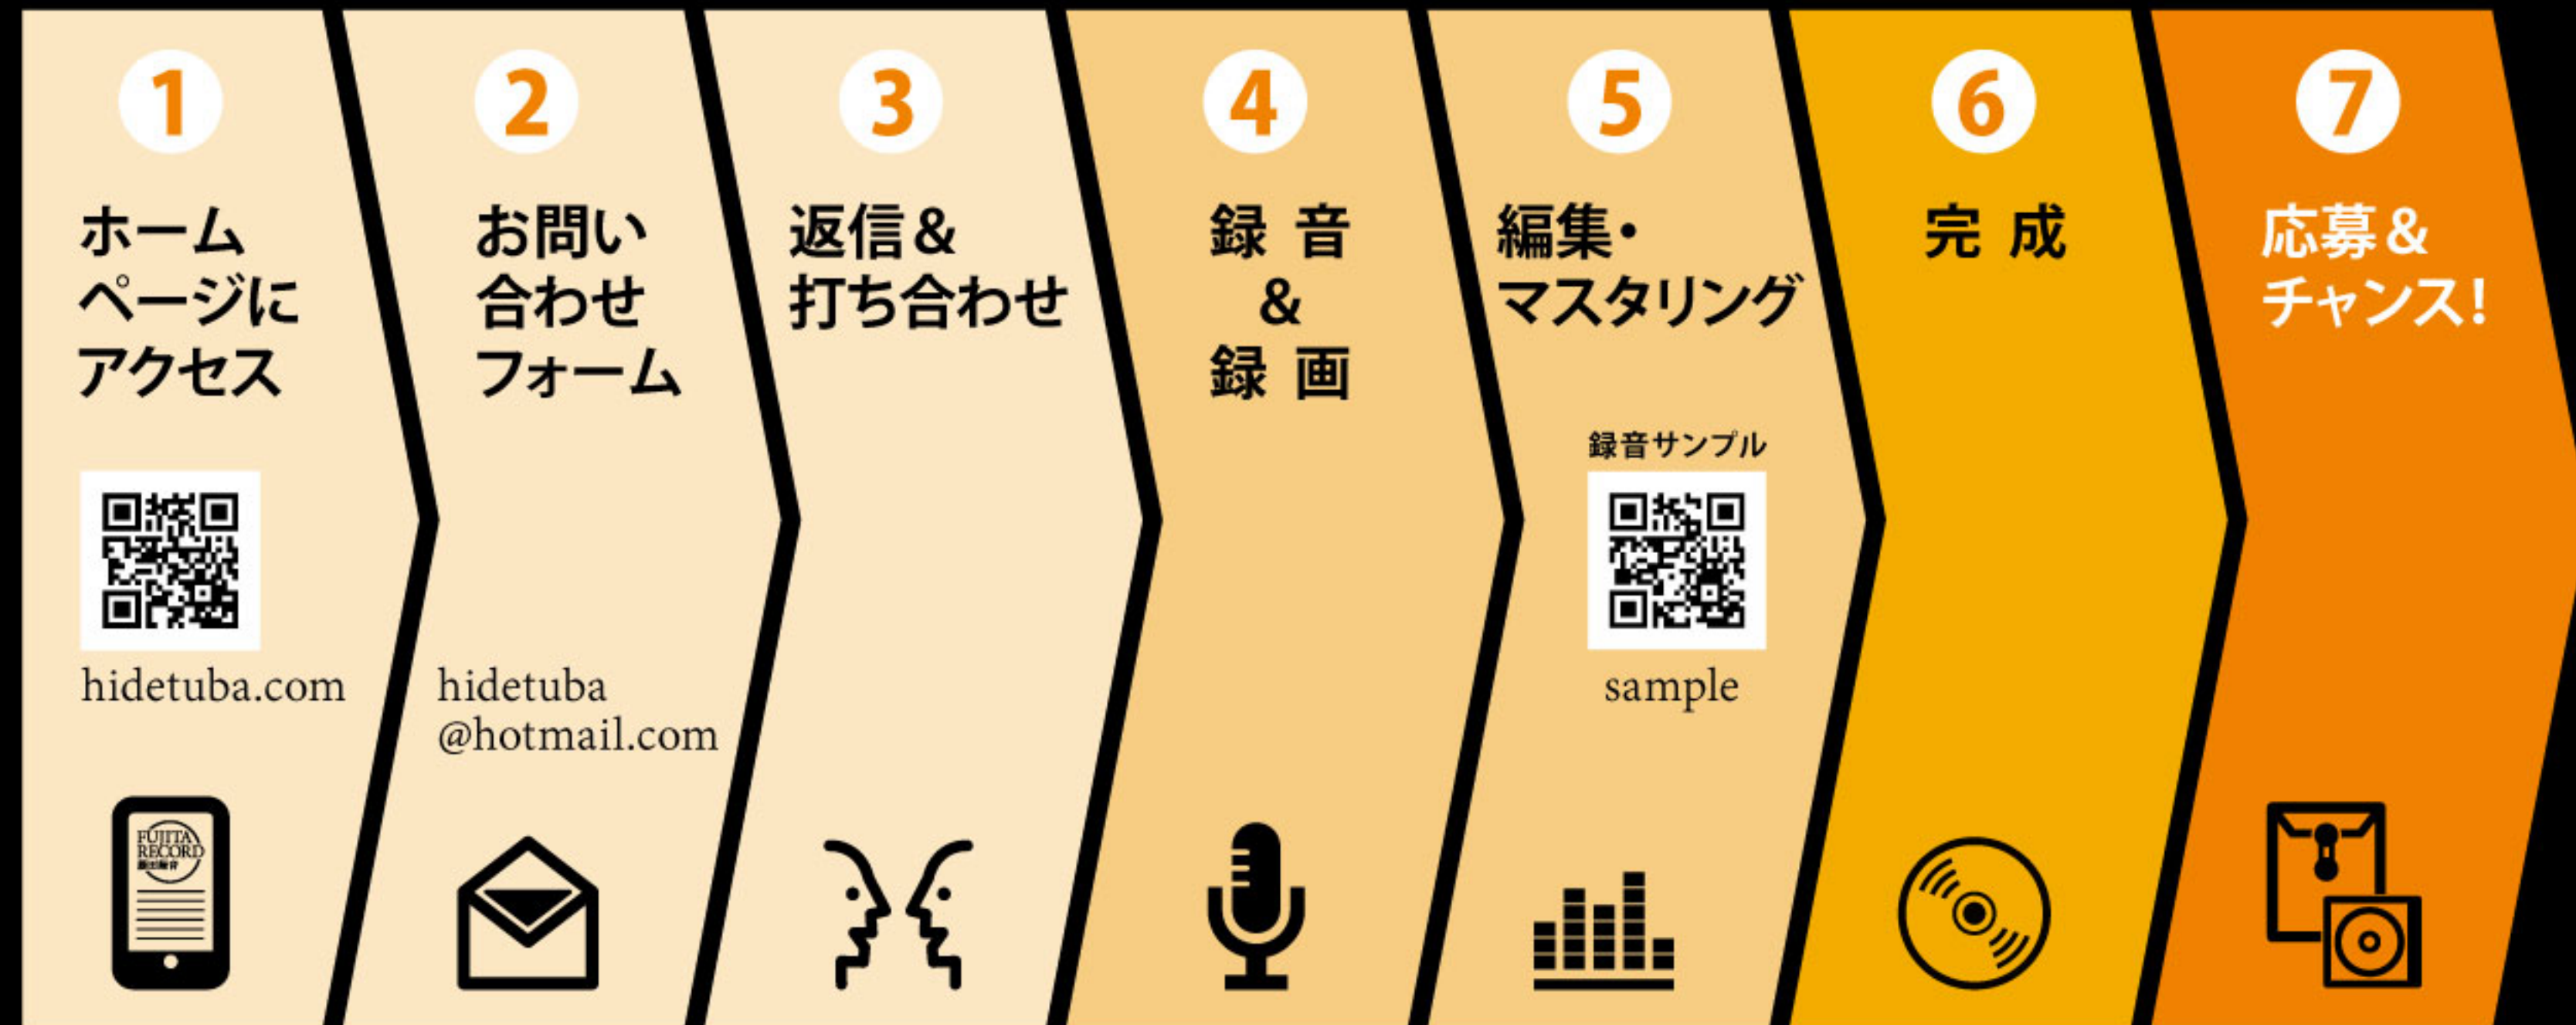 1
ホーム
ページに
アクセス
hidetuba.com
FUJITA
RECORD
2
お問い
合わせ
フォーム
hidetuba
@hotmail.com
3
返信&
打ち合わせ
4
録音
&
録画
5
編集・
マスタリング
録音サンプル
sample
6
完成
7
応募&
チャンス!